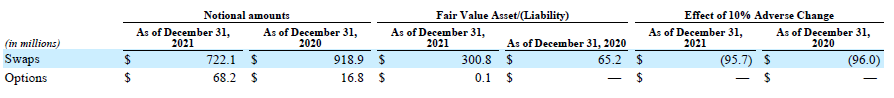 Notional amounts Fair Value Asset/(Liability) Effect of 10% Adverse Change
(in millions) As of December 31, 2021 As of December 31, 2020 As of December 31, 2021 As of December 31, 2020 As of December 31, 2021 As of December 31, 2020
Swaps $ 722.1 $ 918.9 $ 300.8 $ 65.2 $ (95.7) $ (96.0)
Options $ 68.2 $ 16.8 $ 0.1 $ — $ — $ —